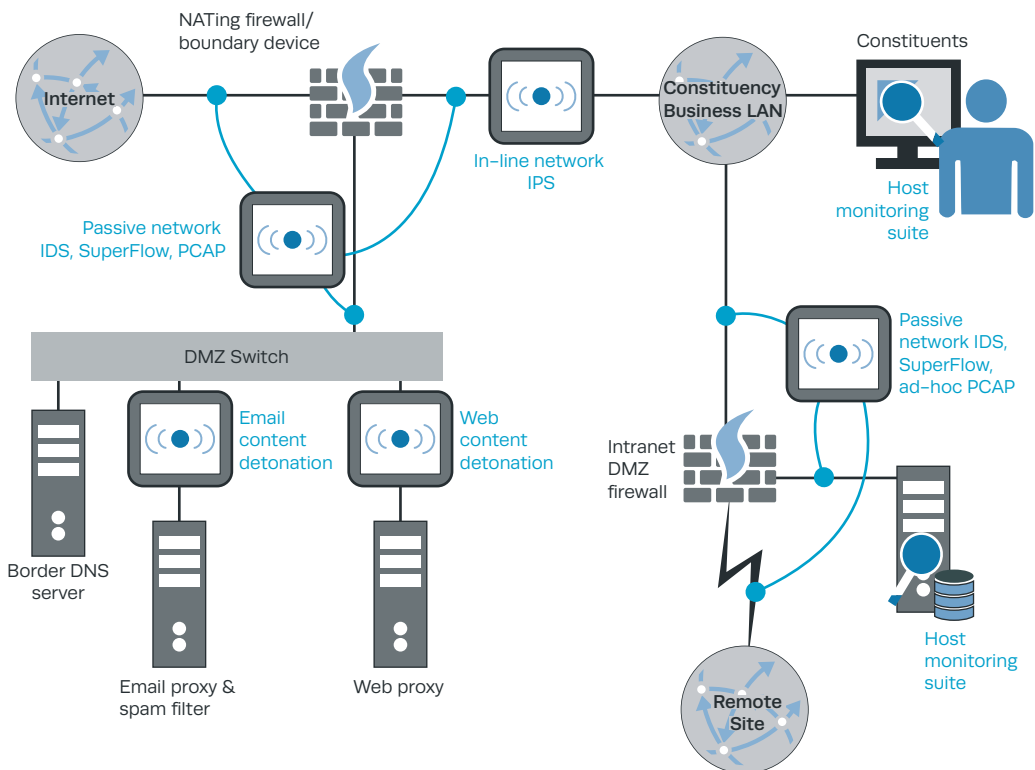 NATing firewall/
boundary device
Internet
In-line network
IPS
Constituency
Business LAN
Constituents
Host
monitoring
suite
Passive network
IDS, SuperFlow, PCAP
DMZ Switch
Email
content
detonation
Web
content
detonation
Border DNS
server
Email proxy &
spam filter
Web proxy
Passive
network IDS,
SuperFlow,
ad-hoc PCAP
Intranet
DMZ
firewall
Host
monitoring
suite
Remote
Site